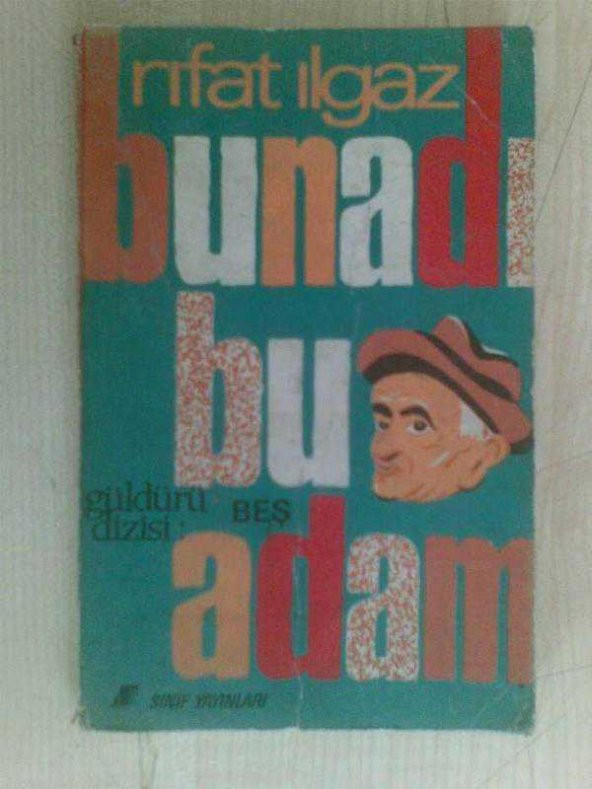 rıfat ılgaz
bunadı
bu
güldürü
dizisi : BEŞ
adam
SINIF YAYINLARI